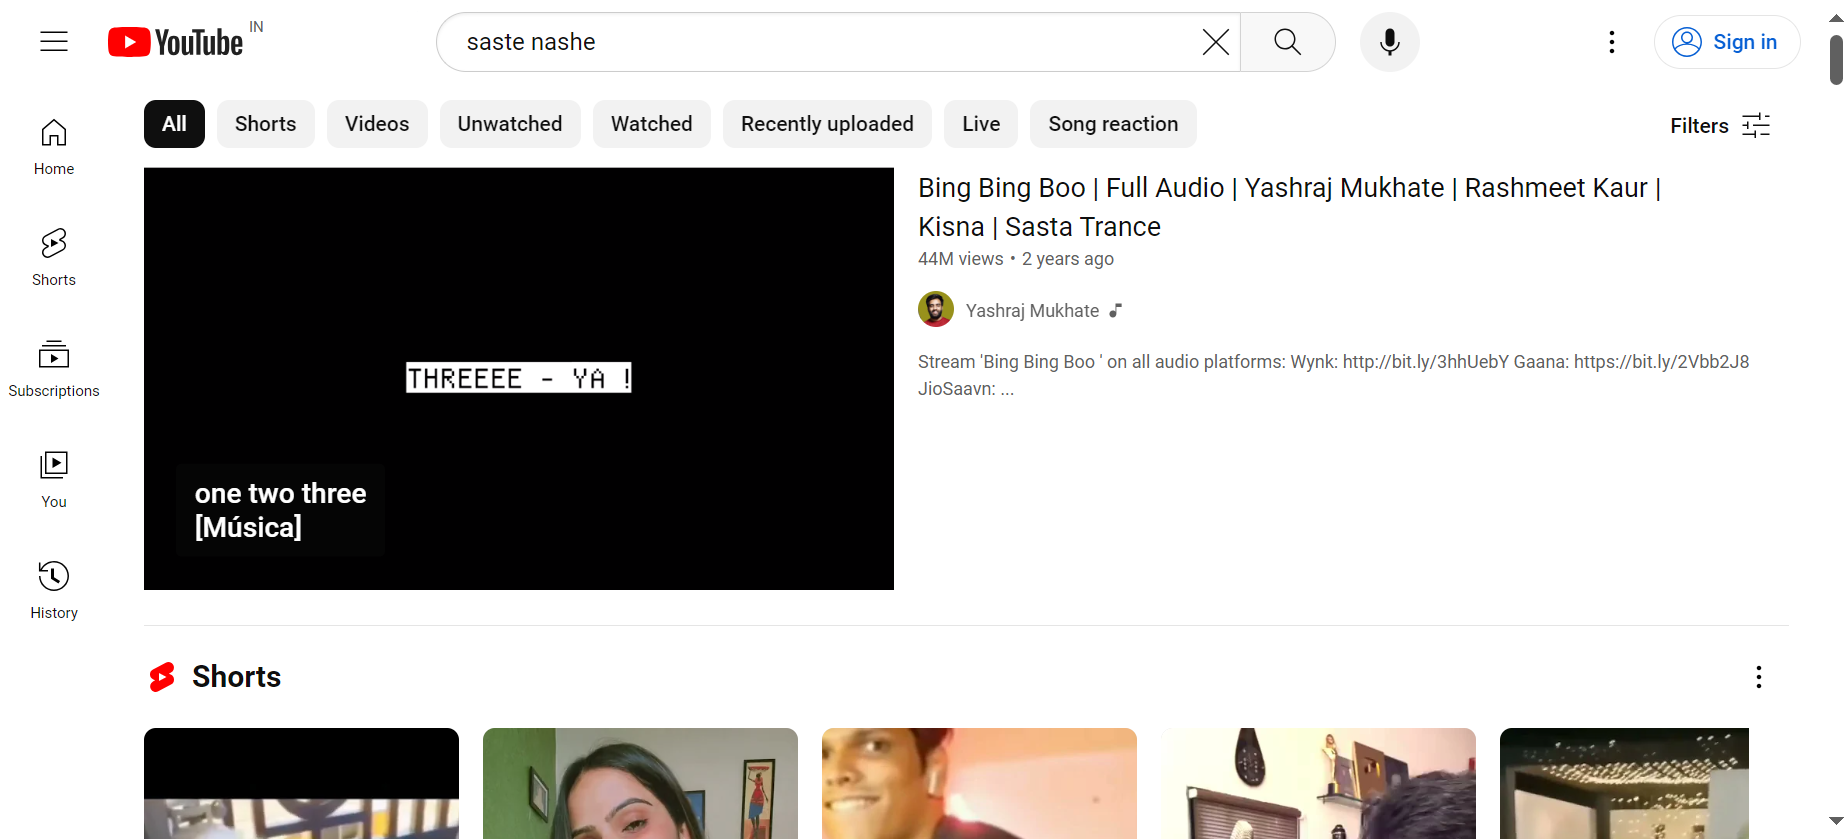 YouTube IN
saste nashe
Sign in
All
Shorts
Videos
Unwatched
Watched
Recently uploaded
Live
Song reaction
Filters
Home
Shorts
Subscriptions
You
History
THREEEE - YA !
one two three
[Música]
Bing Bing Boo | Full Audio | Yashraj Mukhate | Rashmeet Kaur |
Kisna | Sasta Trance
44M views • 2 years ago
Yashraj Mukhate
Stream 'Bing Bing Boo ' on all audio platforms: Wynk: http://bit.ly/3hhUebY Gaana: https://bit.ly/2Vbb2J8
JioSaavn: ...
Shorts